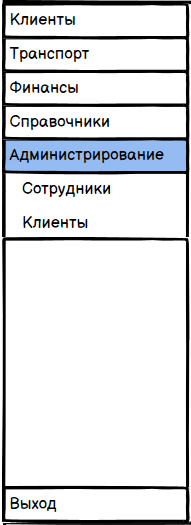 Клиенты
Транспорт
Финансы
Справочники
Администрирование
Сотрудники
Клиенты
Выход